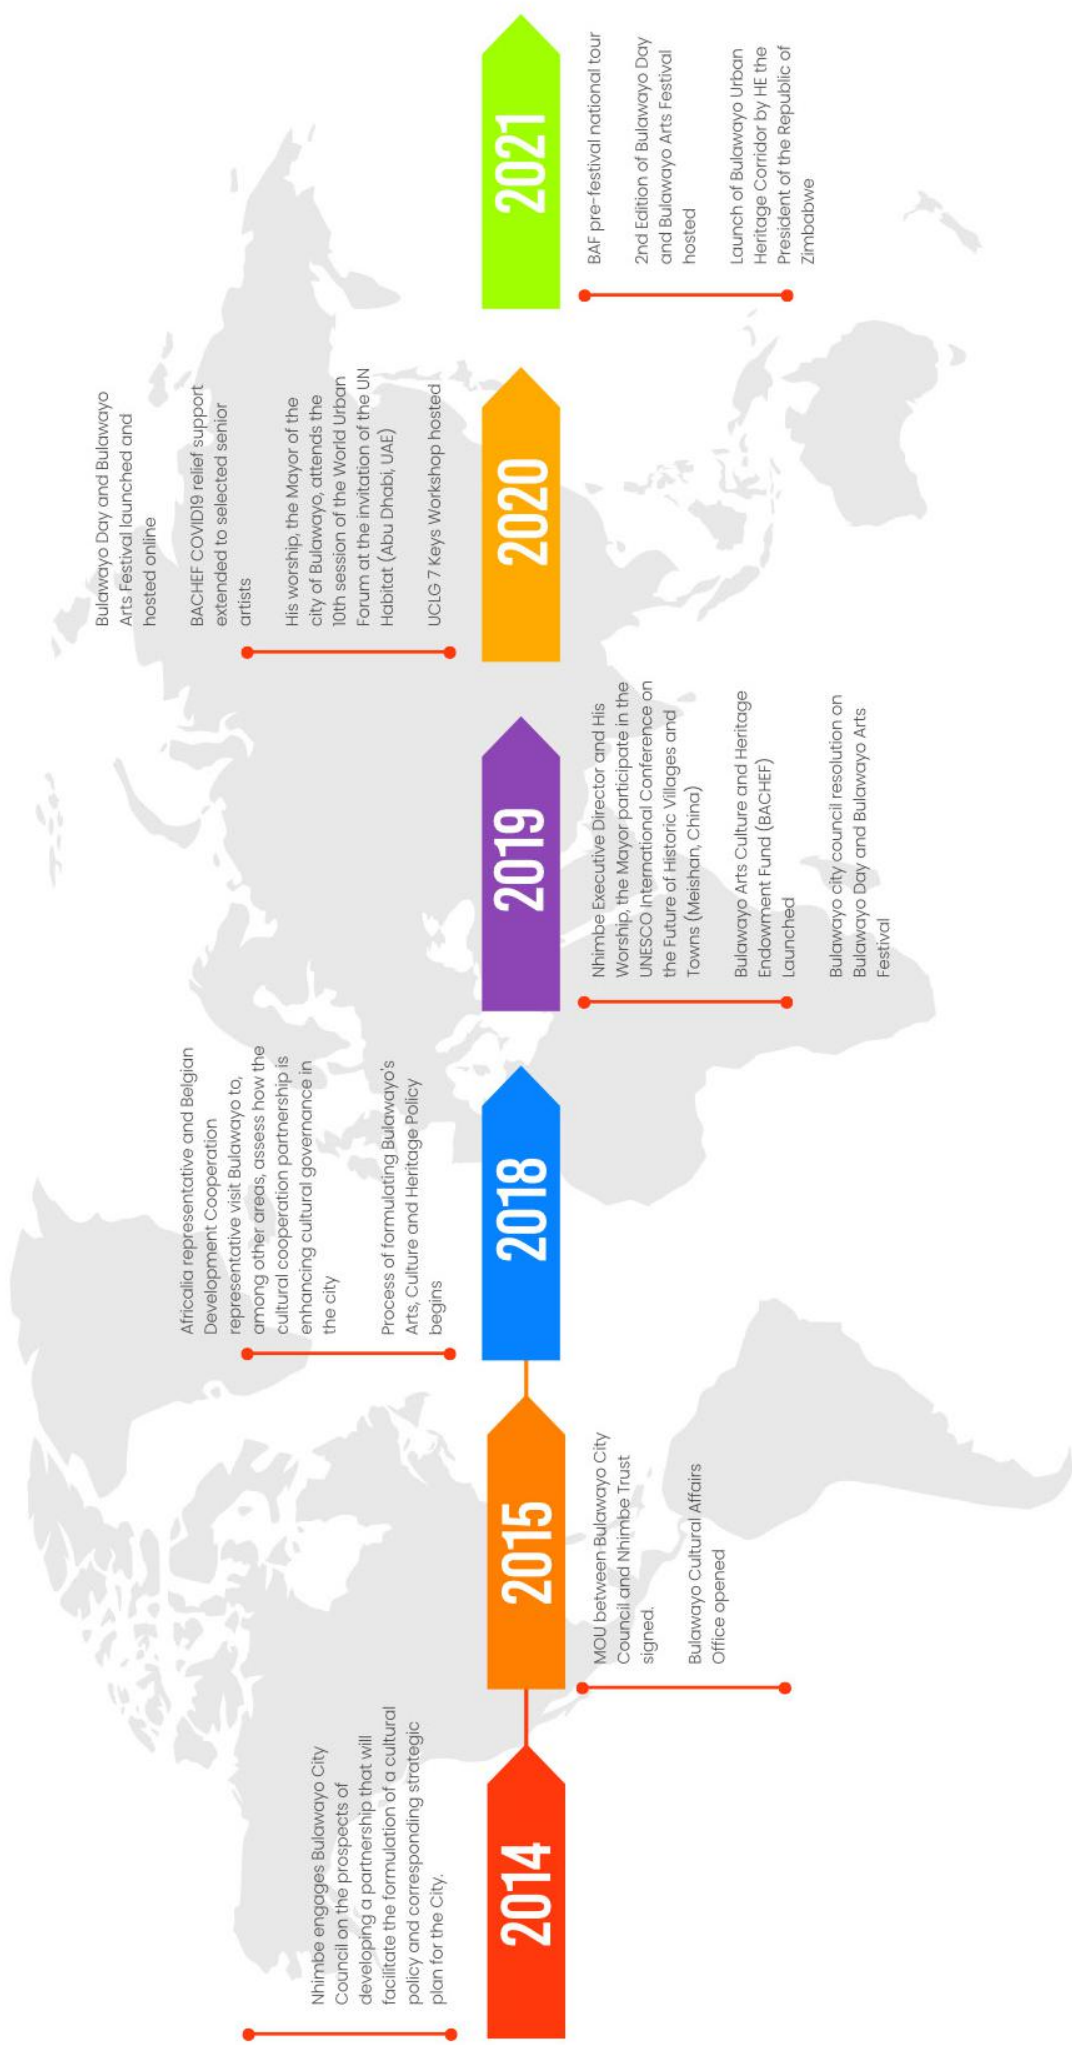 2014
Nhimbe engages Bulawayo City
Council on the prospects of
developing a partnership that will
facilitate the formulation of a cultural
policy and corresponding strategic
plan for the City.
2015
MOU between Bulawayo City
Council and Nhimbe Trust
signed.
Bulawayo Cultural Affairs
Office opened
2018
Africalia representative and Belgian
Development Cooperation
representative visit Bulawayo to,
among other areas, assess how the
cultural cooperation partnership is
enhancing cultural governance in
the city
Process of formulating Bulawayo's
Arts, Culture and Heritage Policy
begins
2019
Nhimbe Executive Director and His
Worship, the Mayor participate in the
UNESCO International Conference on
the Future of Historic Villages and
Towns (Meishan, China)
Bulawayo Arts Culture and Heritage
Endowment Fund (BACHEF)
Launched
Bulawayo city council resolution on
Bulawayo Day and Bulawayo Arts
Festival
2020
Bulawayo Day and Bulawayo
Arts Festival launched and
hosted online
BACHEF COVID19 relief support
extended to selected senior
artists
His worship, the Mayor of the
city of Bulawayo, attends the
10th session of the World Urban
Forum at the invitation of the UN
Habitat (Abu Dhabi, UAE)
UCLG 7 Keys Workshop hosted
2021
BAF pre-festival national tour
2nd Edition of Bulawayo Day
and Bulawayo Arts Festival
hosted
Launch of Bulawayo Urban
Heritage Corridor by HE the
President of the Republic of
Zimbabwe